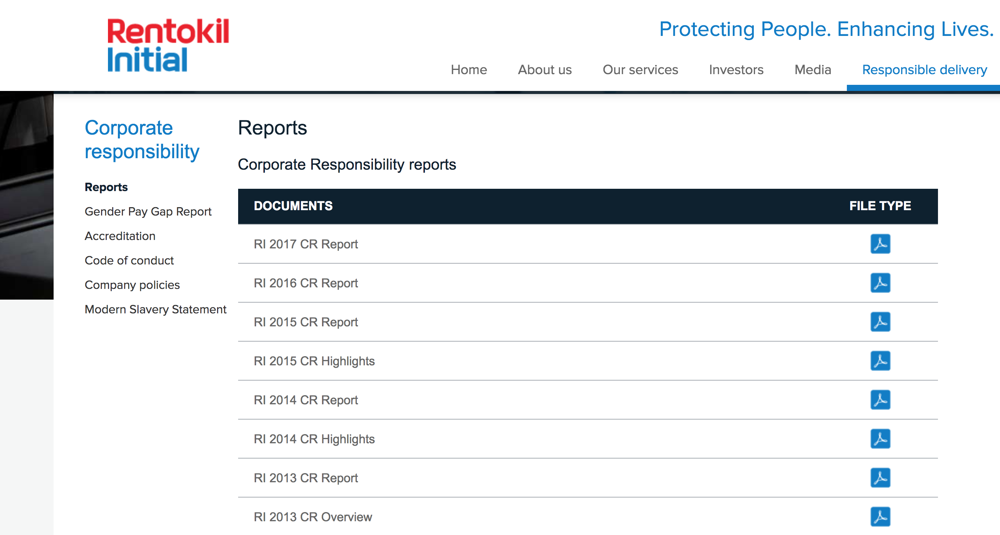 Rentokil
Initial
Protecting People. Enhancing Lives.
Home About us Our services Investors Media Responsible delivery
Corporate
responsibility
Reports
Gender Pay Gap Report
Accreditation
Code of conduct
Company policies
Modern Slavery Statement
Reports
Corporate Responsibility reports
DOCUMENTS FILE TYPE
RI 2017 CR Report
RI 2016 CR Report
RI 2015 CR Report
RI 2015 CR Highlights
RI 2014 CR Report
RI 2014 CR Highlights
RI 2013 CR Report
RI 2013 CR Overview